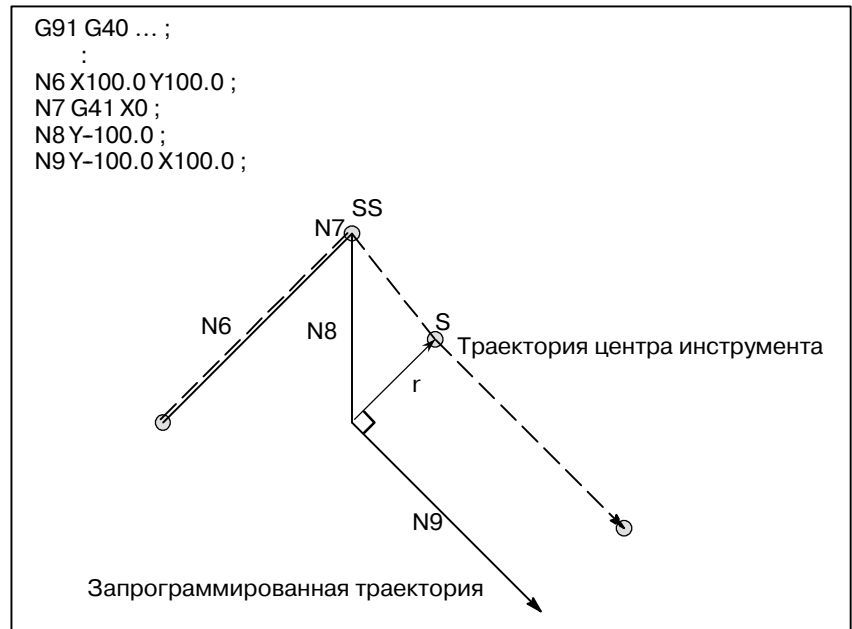 G91 G40 … ;
:
N6 X100.0 Y100.0 ;
N7 G41 X0 ;
N8 Y-100.0 ;
N9 Y-100.0 X100.0 ;
SS
N7
N6
N8
S
Траектория центра инструмента
r
N9
Запрограммированная траектория